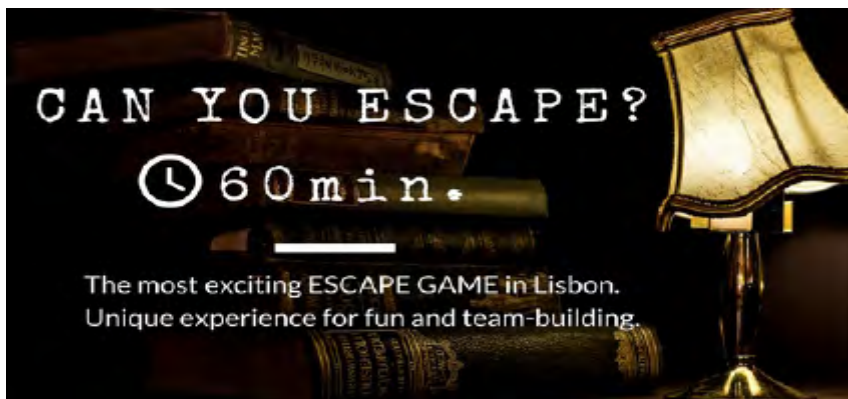 CAN YOU ESCAPE?
60min.
The most exciting ESCAPE GAME in Lisbon.
Unique experience for fun and team-building.